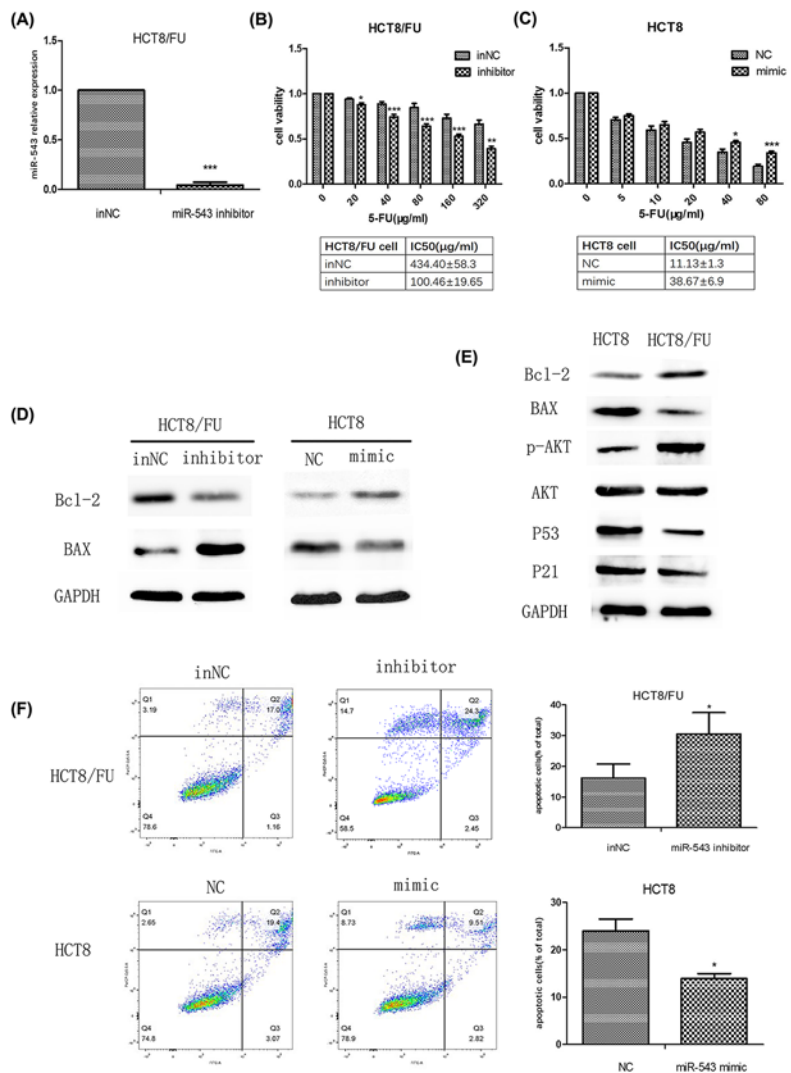 (A)
HCT8/FU
miR-543 relative expression
1.5
1.0
0.5
0.0
***
inNC
miR-543 inhibitor
(B)
HCT8/FU
inNC
inhibitor
cell viability
1.5
1.0
0.5
0.0
*
***
***
***
**
0 20 40 80 160 320
5-FU(μg/ml)
HCT8/FU cell IC50(μg/ml)
inNC 434.40±58.3
inhibitor 100.46±19.65
(C)
HCT8
NC
mimic
cell viability
1.5
1.0
0.5
0.0
*
***
0 5 10 20 40 80
5-FU(μg/ml)
HCT8 cell IC50(μg/ml)
NC 11.13±1.3
mimic 38.67±6.9
(D)
HCT8/FU HCT8
inNC inhibitor NC mimic
Bcl-2
BAX
GAPDH
(E)
HCT8 HCT8/FU
Bcl-2
BAX
p-AKT
AKT
P53
P21
GAPDH
(F)
inNC inhibitor
HCT8/FU
Q1
3.19
Q2
17.0
Q4
78.6
Q3
1.16
Q1
14.7
Q2
24.3
Q4
58.5
Q3
2.45
HCT8/FU
apoptotic cells(% of total)
40
30
20
10
0
*
inNC
miR-543 inhibitor
NC mimic
HCT8
Q1
2.65
Q2
19.4
Q4
74.8
Q3
3.07
Q1
8.73
Q2
9.51
Q4
78.9
Q3
2.82
HCT8
apoptotic cells(% of total)
30
20
10
0
*
NC
miR-543 mimic